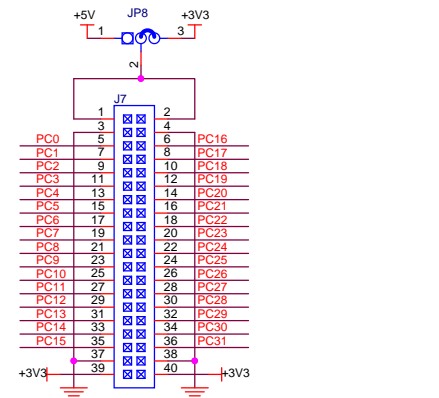 +5V JP8 +3V3
1 3
2
J7
1 2
3 4
PC0 5 6 PC16
PC1 7 8 PC17
PC2 9 10 PC18
PC3 11 12 PC19
PC4 13 14 PC20
PC5 15 16 PC21
PC6 17 18 PC22
PC7 19 20 PC23
PC8 21 22 PC24
PC9 23 24 PC25
PC10 25 26 PC26
PC11 27 28 PC27
PC12 29 30 PC28
PC13 31 32 PC29
PC14 33 34 PC30
PC15 35 36 PC31
37 38
+3V3 39 40 +3V3